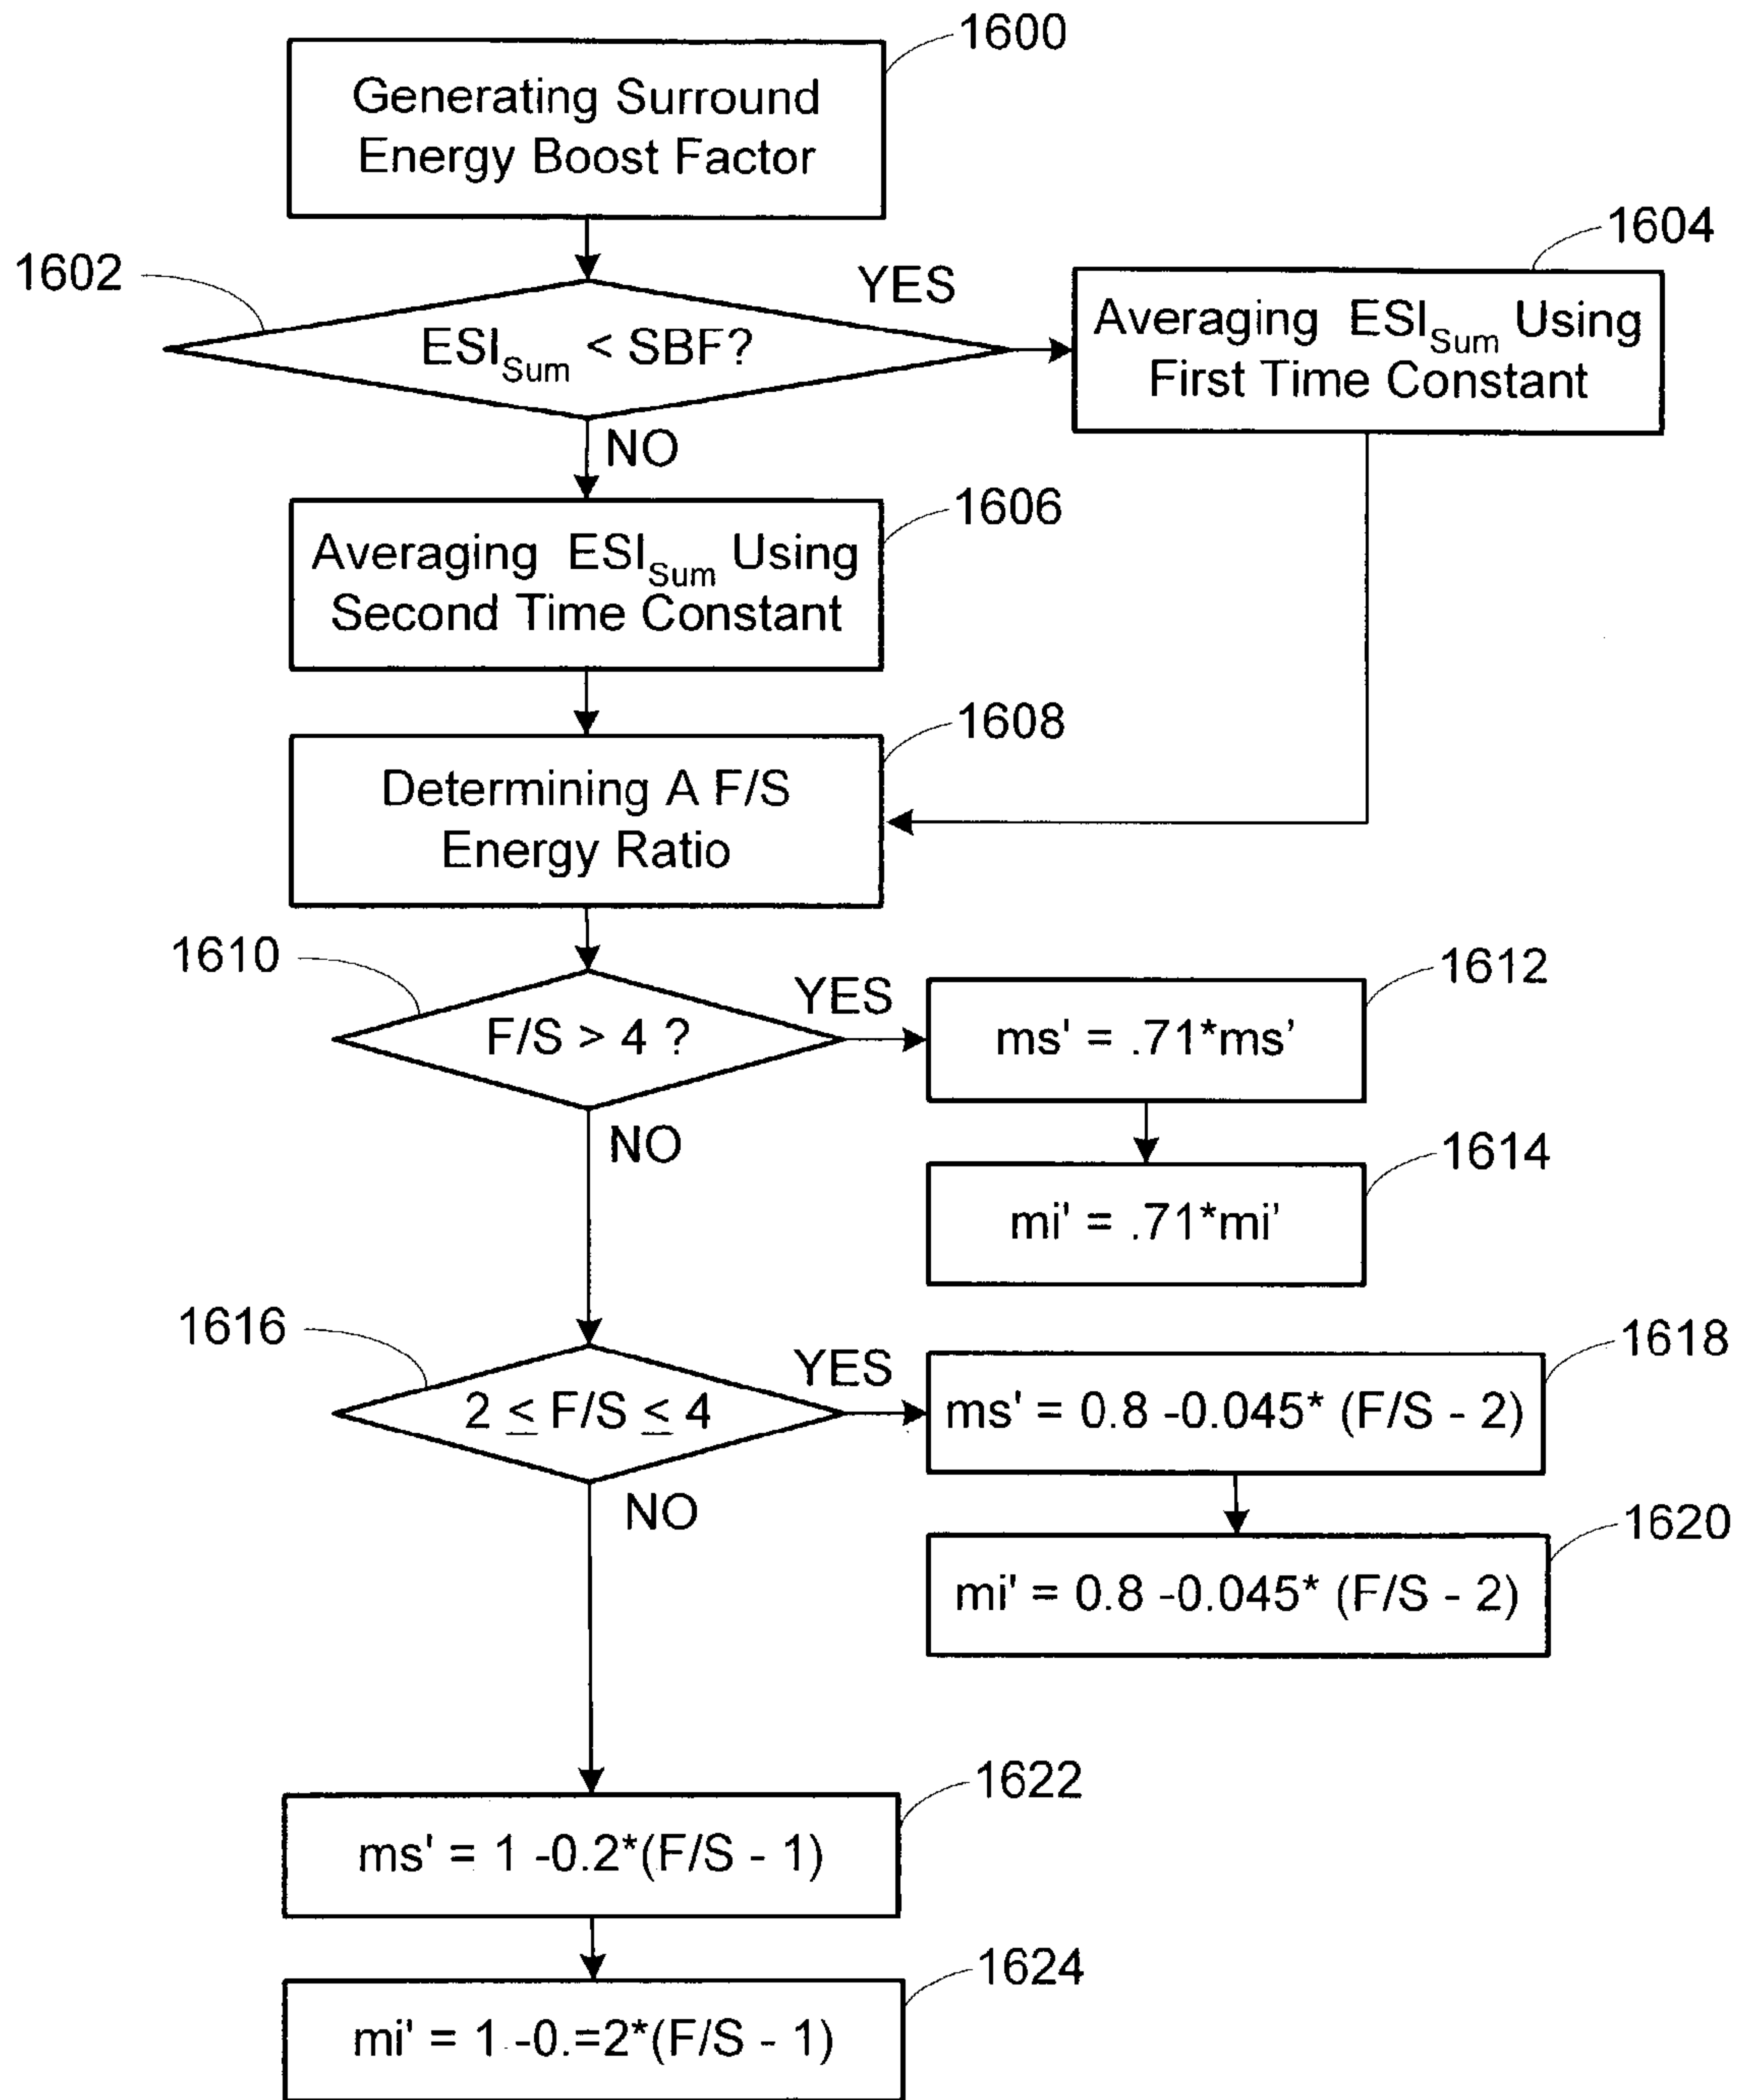 1600
Generating Surround
Energy Boost Factor
1602
ESI_Sum < SBF?
YES
1604
Averaging ESI_Sum Using
First Time Constant
NO
1606
Averaging ESI_Sum Using
Second Time Constant
1608
Determining A F/S
Energy Ratio
1610
F/S > 4 ?
YES
1612
ms' = .71*ms’
NO
1614
mi' = .71*mi’
1616
2 ≤ F/S ≤ 4
YES
1618
ms' = 0.8 -0.045* (F/S - 2)
NO
1620
mi' = 0.8 -0.045* (F/S - 2)
1622
ms' = 1 -0.2*(F/S - 1)
1624
mi' = 1 -0.=2*(F/S - 1)